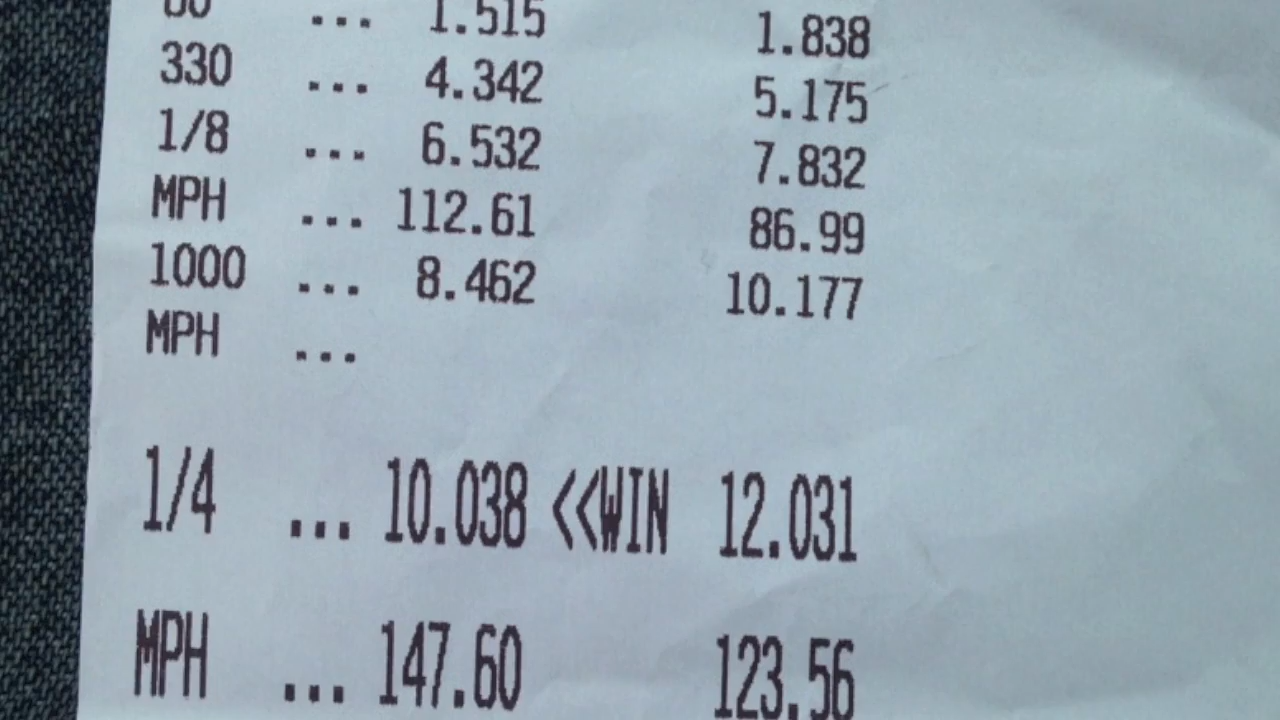 60 ... 1.515 1.838
330 ... 4.342 5.175
1/8 ... 6.532 7.832
MPH ... 112.61 86.99
1000 ... 8.462 10.177
MPH ...
1/4 ... 10.038 <<WIN 12.031
MPH ... 147.60 123.56